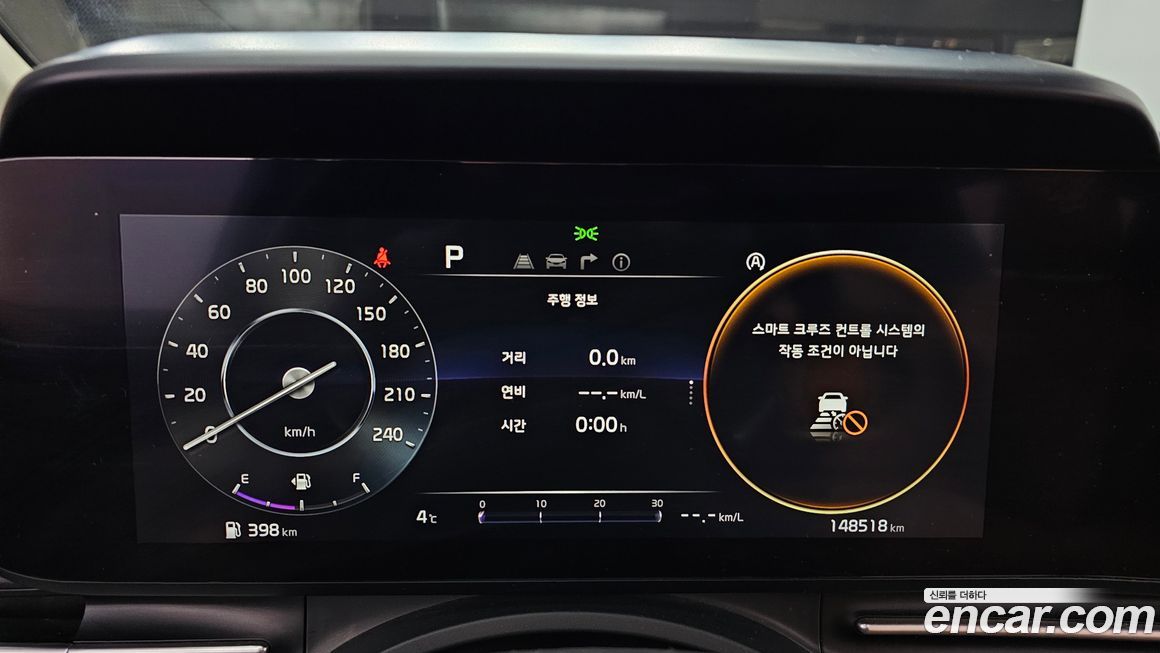 P
주행 정보
거리 0.0 km
연비 --.- km/L
시간 0:00 h
0 20 40 60 80 100 120 150 180 210 240
km/h
E F
398 km
4℃
0 10 20 30
--.- km/L
A
스마트 크루즈 컨트롤 시스템의
작동 조건이 아닙니다
148518 km
신뢰를 더하다
encar.com